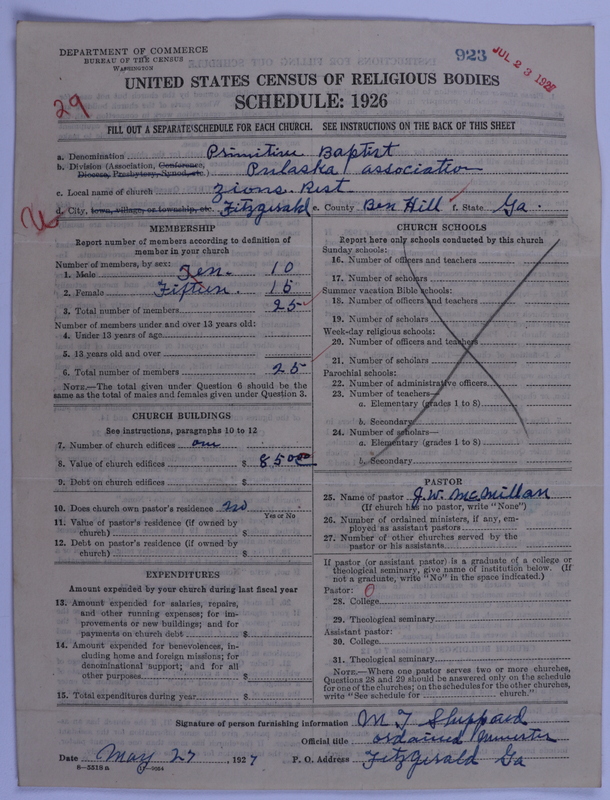 DEPARTMENT OF COMMERCE
BUREAU OF THE CENSUS
WASHINGTON
923
JUL 23 1927
29
UNITED STATES CENSUS OF RELIGIOUS BODIES
SCHEDULE: 1926
FILL OUT A SEPARATE SCHEDULE FOR EACH CHURCH. SEE INSTRUCTIONS ON THE BACK OF THIS SHEET
a. Denomination Primitive Baptist
b. Division (Association, Conference, Diocese, Presbytery, Synod, etc.) Pulaska association
c. Local name of church Zions Rest
d. City, town, village, or township, etc. Fitzgerald e. County Ben Hill f. State Ga.
MEMBERSHIP
Report number of members according to definition of
member in your church
Number of members, by sex:
1. Male Ten. 10
2. Female Fifteen. 15
3. Total number of members 25
Number of members under and over 13 years old:
4. Under 13 years of age
5. 13 years old and over
6. Total number of members 25
NOTE.—The total given under Question 6 should be the
same as the total of males and females given under Question 3.
CHURCH BUILDINGS
See instructions, paragraphs 10 to 12
7. Number of church edifices one
8. Value of church edifices $ 850 00
9. Debt on church edifices $
10. Does church own pastor's residence? no
Yes or No
11. Value of pastor's residence (if owned by
church) $
12. Debt on pastor's residence (if owned by
church) $
EXPENDITURES
Amount expended by your church during last fiscal year
13. Amount expended for salaries, repairs,
and other running expenses; for im-
provements or new buildings; and for
payments on church debt $
14. Amount expended for benevolences, in-
cluding home and foreign missions; for
denominational support; and for all
other purposes $
15. Total expenditures during year $
CHURCH SCHOOLS
Report here only schools conducted by this church
Sunday schools:
16. Number of officers and teachers
17. Number of scholars
Summer vacation Bible schools:
18. Number of officers and teachers
19. Number of scholars
Week-day religious schools:
20. Number of officers and teachers
21. Number of scholars
Parochial schools:
22. Number of administrative officers
23. Number of teachers—
a. Elementary (grades 1 to 8)
b. Secondary
24. Number of scholars—
a. Elementary (grades 1 to 8)
b. Secondary
PASTOR
25. Name of pastor J.W. McMillan
(If church has no pastor, write "None")
26. Number of ordained ministers, if any, em-
ployed as assistant pastors
27. Number of other churches served by the
pastor or his assistants
If pastor (or assistant pastor) is a graduate of a college or
theological seminary, give name of institution below. (If
not a graduate, write "No" in the space indicated.)
Pastor: 0
28. College
29. Theological seminary
Assistant pastor:
30. College
31. Theological seminary
NOTE.—Where one pastor serves two or more churches,
Questions 28 and 29 should be answered only on the schedule
for one of the churches; on the schedules for the other churches,
write "See schedule for church."
Signature of person furnishing information M T Sheppard
Official title ordained minister
Date May 27, 1927 P. O. Address Fitzgerald Ga